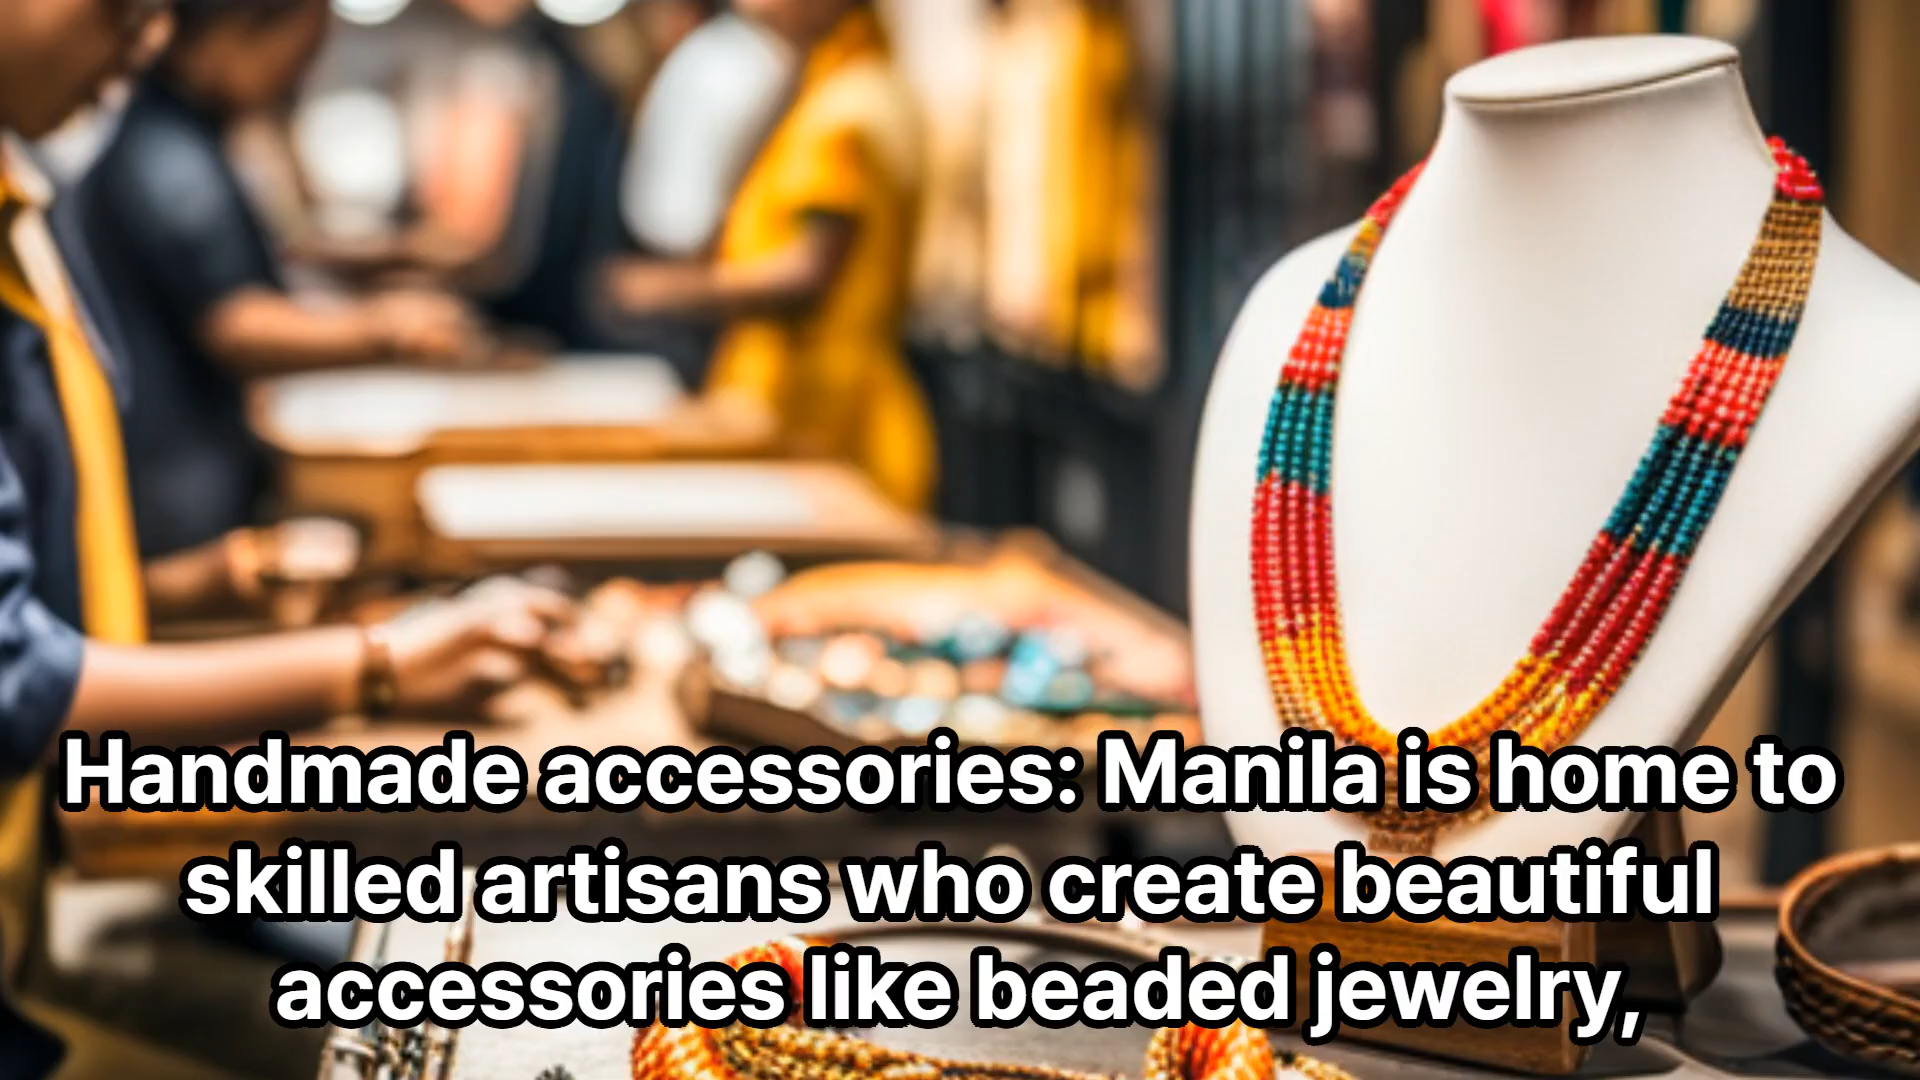 Handmade accessories: Manila is home to
skilled artisans who create beautiful
accessories like beaded jewelry,